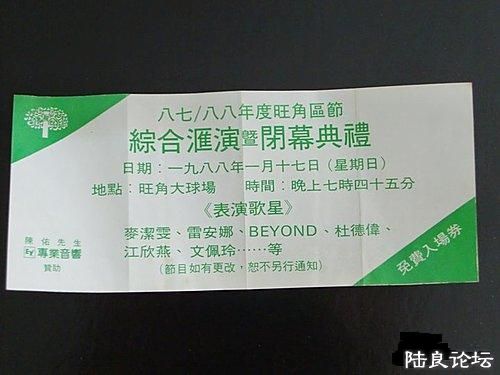 八七/八八年度旺角區節
綜合滙演暨閉幕典禮
日期：一九八八年一月十七日（星期日）
地點：旺角大球場　時間：晚上七時四十五分
《表演歌星》
麥潔雯、雷安娜、BEYOND、杜德偉、
江欣燕、文佩玲⋯⋯等
（節目如有更改，恕不另行通知）
陳佑先生
專業音響
贊助
免費入場券
陆良论坛